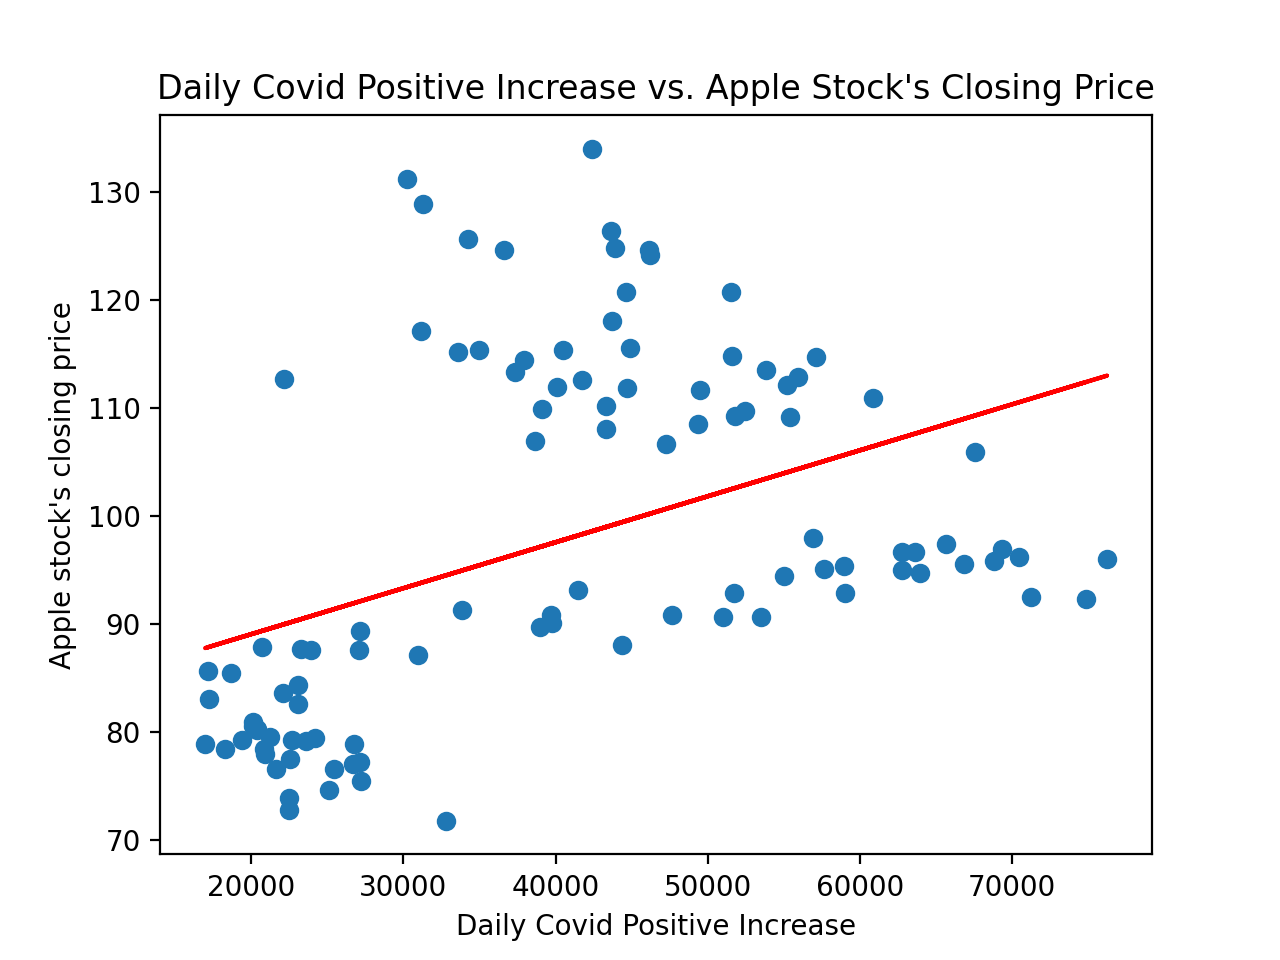 Daily Covid Positive Increase vs. Apple Stock's Closing Price
130
120
110
100
90
80
70
Apple stock's closing price
20000 30000 40000 50000 60000 70000
Daily Covid Positive Increase